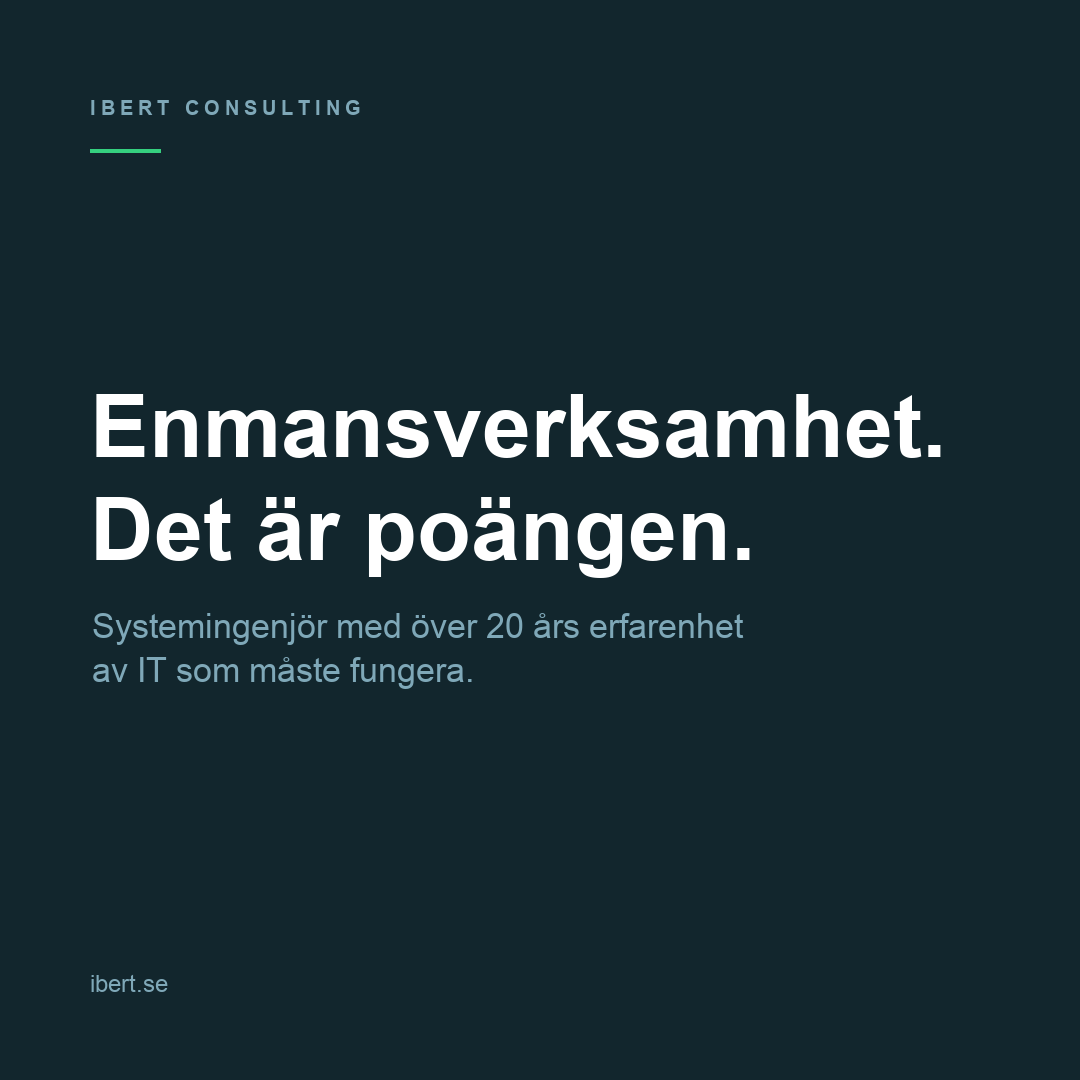 IBERT CONSULTING
Enmansverksamhet.
Det är poängen.
Systemingenjör med över 20 års erfarenhet
av IT som måste fungera.
ibert.se